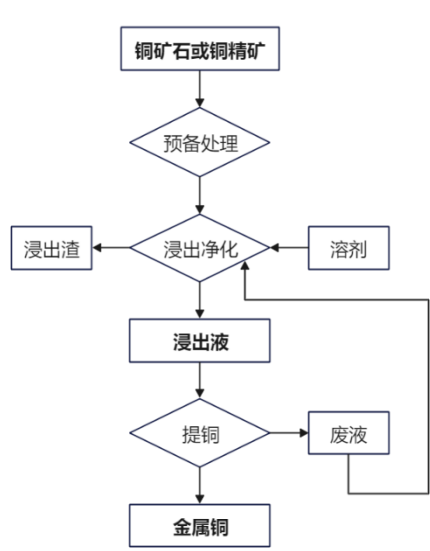 铜矿石或铜精矿
预备处理
浸出渣
浸出净化
溶剂
浸出液
提铜
废液
金属铜